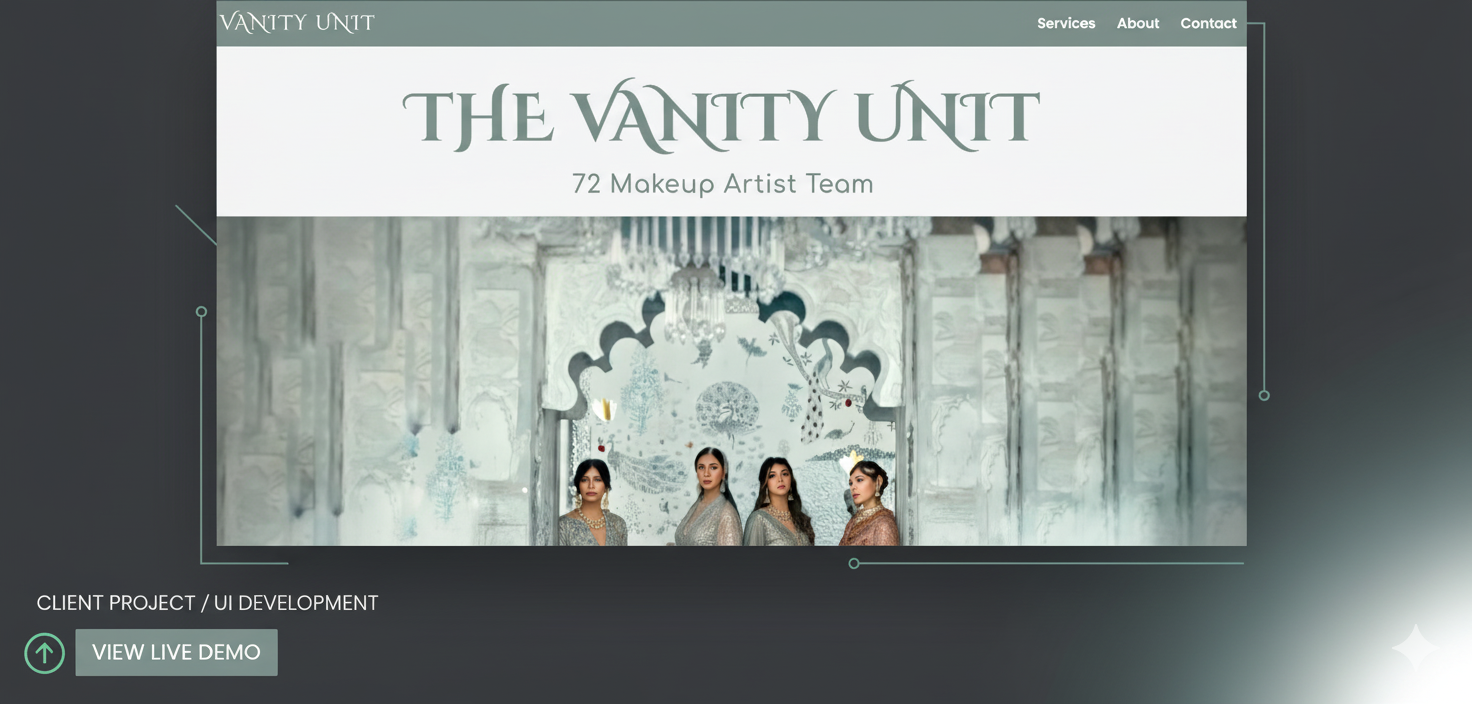 VANITY UNIT
Services About Contact
THE VANITY UNIT
72 Makeup Artist Team
CLIENT PROJECT / UI DEVELOPMENT
VIEW LIVE DEMO